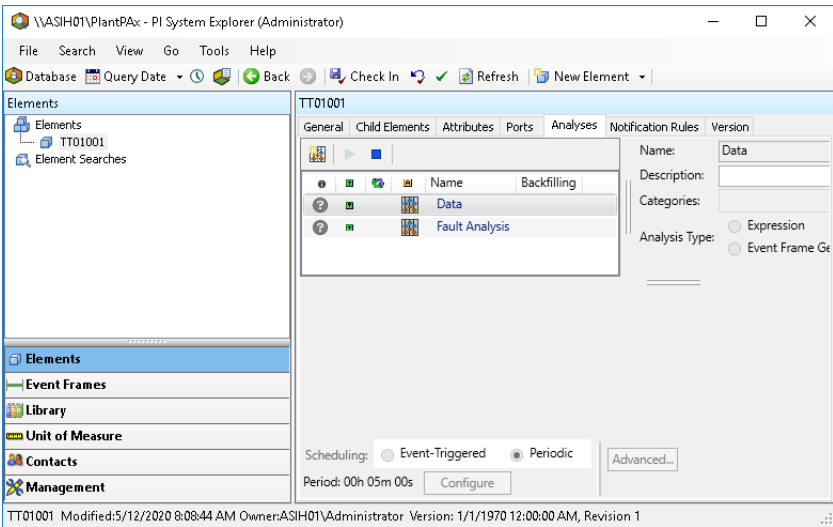 \\ASIH01\PlantPAx - PI System Explorer (Administrator)
File Search View Go Tools Help
Database Query Date Back Check In Refresh New Element
Elements
Elements
TT01001
Element Searches
Elements
Event Frames
Library
Unit of Measure
Contacts
Management
TT01001
General Child Elements Attributes Ports Analyses Notification Rules Version
Name Backfilling
Data
Fault Analysis
Name: Data
Description:
Categories:
Analysis Type: Expression
Event Frame Ge
Scheduling: Event-Triggered Periodic Advanced...
Period: 00h 05m 00s Configure
TT01001 Modified:5/12/2020 8:08:44 AM Owner:ASIH01\Administrator Version: 1/1/1970 12:00:00 AM, Revision 1